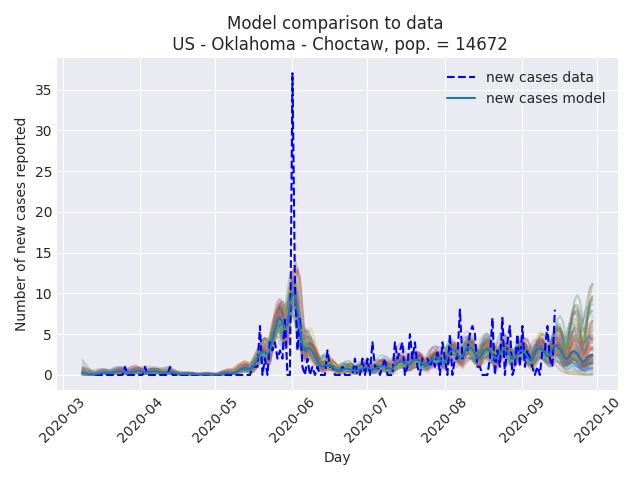 Model comparison to data
US - Oklahoma - Choctaw, pop. = 14672
new cases data
new cases model
Number of new cases reported
35
30
25
20
15
10
5
0
2020-03
2020-04
2020-05
2020-06
2020-07
2020-08
2020-09
2020-10
Day